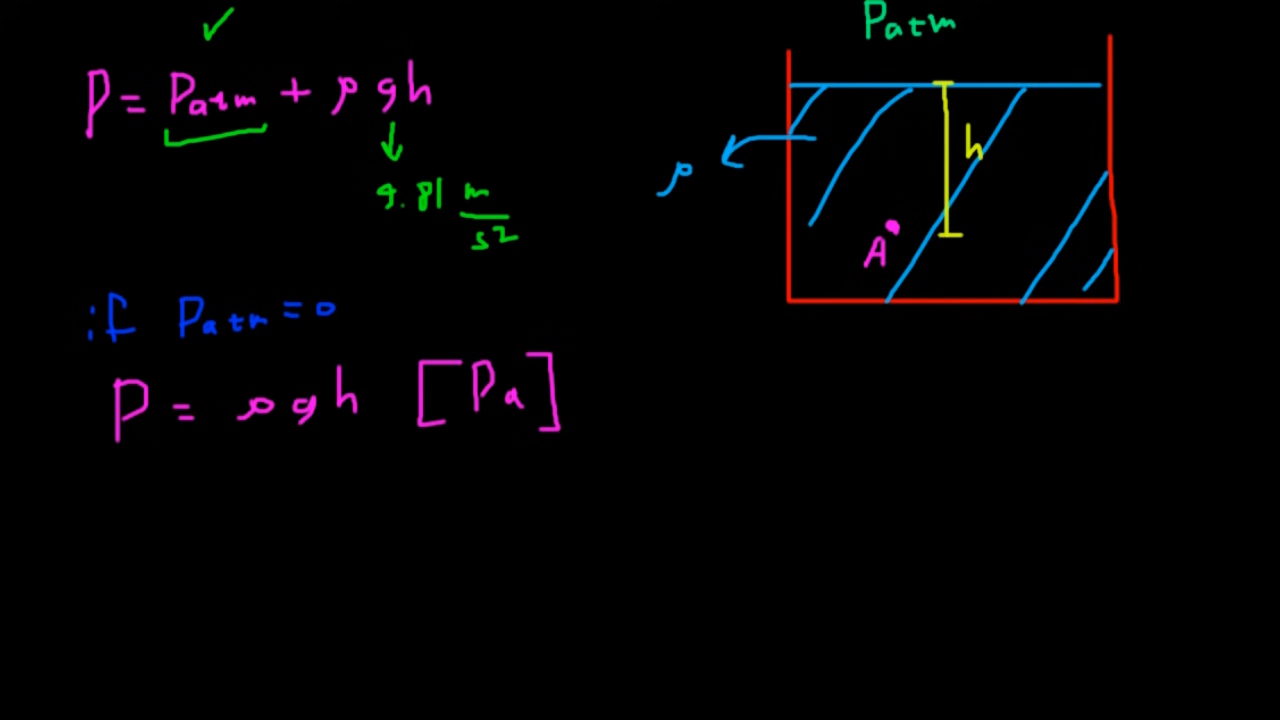 P = Patm + ρgh
9.81 m/s²
if Patm = 0
P = ρgh [Pa]
Patm
h
ρ
A